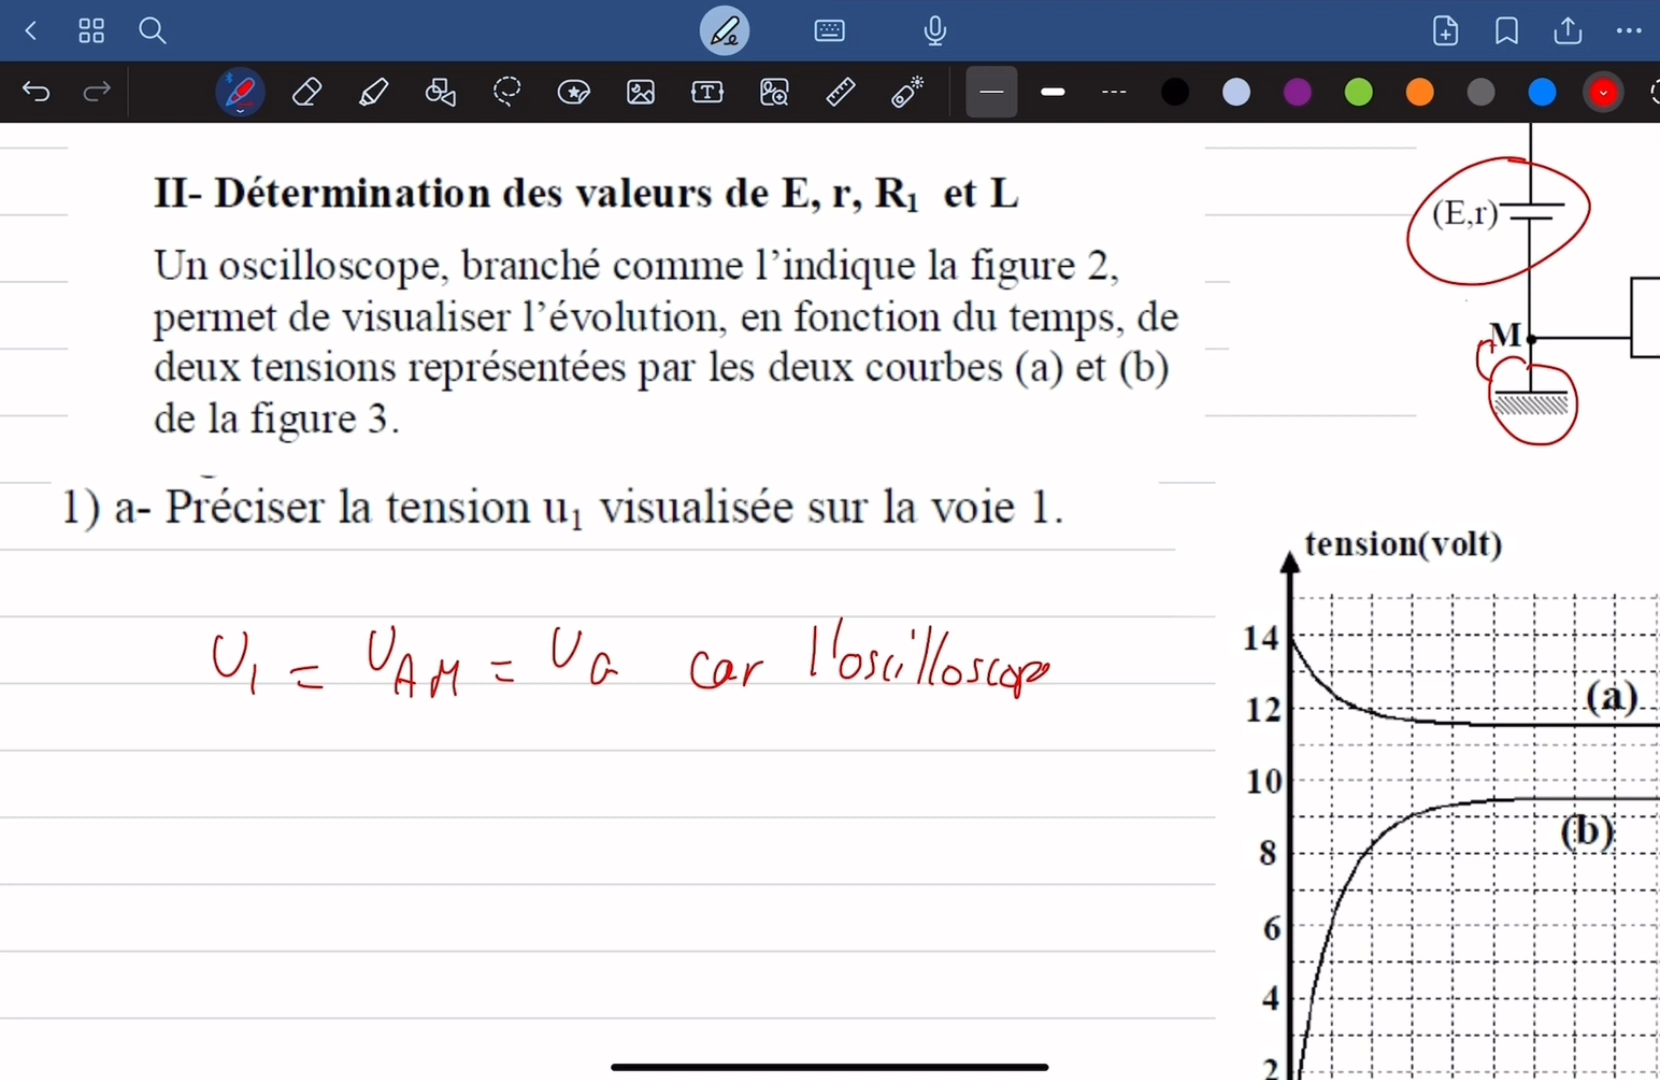 II- Détermination des valeurs de E, r, R₁ et L
Un oscilloscope, branché comme l'indique la figure 2,
permet de visualiser l'évolution, en fonction du temps, de
deux tensions représentées par les deux courbes (a) et (b)
de la figure 3.
1) a- Préciser la tension u₁ visualisée sur la voie 1.
U₁ = U_AM = U_G car l'oscilloscope
(E,r)
M
tension(volt)
14
12
10
8
6
4
2
(a)
(b)